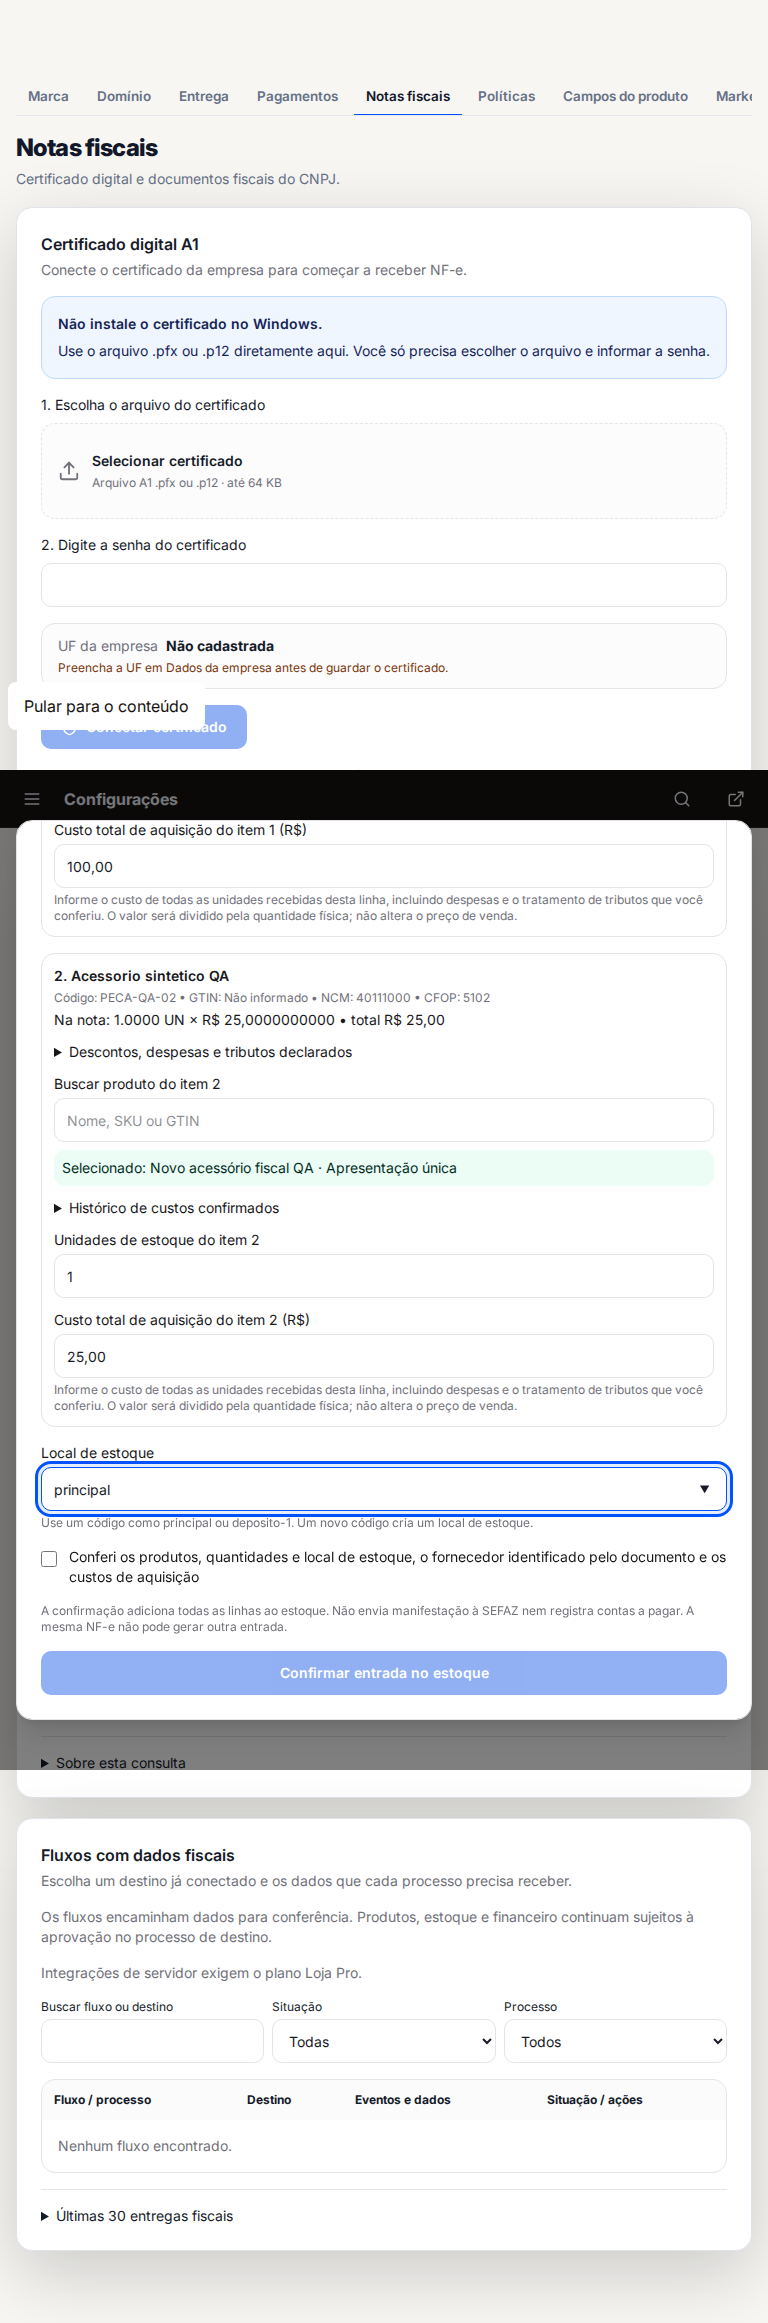 Marca Domínio Entrega Pagamentos Notas fiscais Políticas Campos do produto
Notas fiscais
Certificado digital e documentos fiscais do CNPJ.
Certificado digital A1
Conecte o certificado da empresa para começar a receber NF-e.
Não instale o certificado no Windows.
Use o arquivo .pfx ou .p12 diretamente aqui. Você só precisa escolher o arquivo e informar a senha.
1. Escolha o arquivo do certificado
Selecionar certificado
Arquivo A1 .pfx ou .p12 · até 64 KB
2. Digite a senha do certificado
UF da empresa Não cadastrada
Preencha a UF em Dados da empresa antes de guardar o certificado.
Pular para o conteúdo
Configurações
Custo total de aquisição do item 1 (R$)
100,00
Informe o custo de todas as unidades recebidas desta linha, incluindo despesas e o tratamento de tributos que você
conferiu. O valor será dividido pela quantidade física; não altera o preço de venda.
2. Acessorio sintetico QA
Código: PECA-QA-02 • GTIN: Não informado • NCM: 40111000 • CFOP: 5102
Na nota: 1.0000 UN × R$ 25,0000000000 • total R$ 25,00
Descontos, despesas e tributos declarados
Buscar produto do item 2
Nome, SKU ou GTIN
Selecionado: Novo acessório fiscal QA · Apresentação única
Histórico de custos confirmados
Unidades de estoque do item 2
1
Custo total de aquisição do item 2 (R$)
25,00
Informe o custo de todas as unidades recebidas desta linha, incluindo despesas e o tratamento de tributos que você
conferiu. O valor será dividido pela quantidade física; não altera o preço de venda.
Local de estoque
principal
Use um código como principal ou deposito-1. Um novo código cria um local de estoque.
Conferi os produtos, quantidades e local de estoque, o fornecedor identificado pelo documento e os
custos de aquisição
A confirmação adiciona todas as linhas ao estoque. Não envia manifestação à SEFAZ nem registra contas a pagar. A
mesma NF-e não pode gerar outra entrada.
Confirmar entrada no estoque
Sobre esta consulta
Fluxos com dados fiscais
Escolha um destino já conectado e os dados que cada processo precisa receber.
Os fluxos encaminham dados para conferência. Produtos, estoque e financeiro continuam sujeitos à
aprovação no processo de destino.
Integrações de servidor exigem o plano Loja Pro.
Buscar fluxo ou destino Situação Processo
Todas Todos
Fluxo / processo Destino Eventos e dados Situação / ações
Nenhum fluxo encontrado.
Últimas 30 entregas fiscais